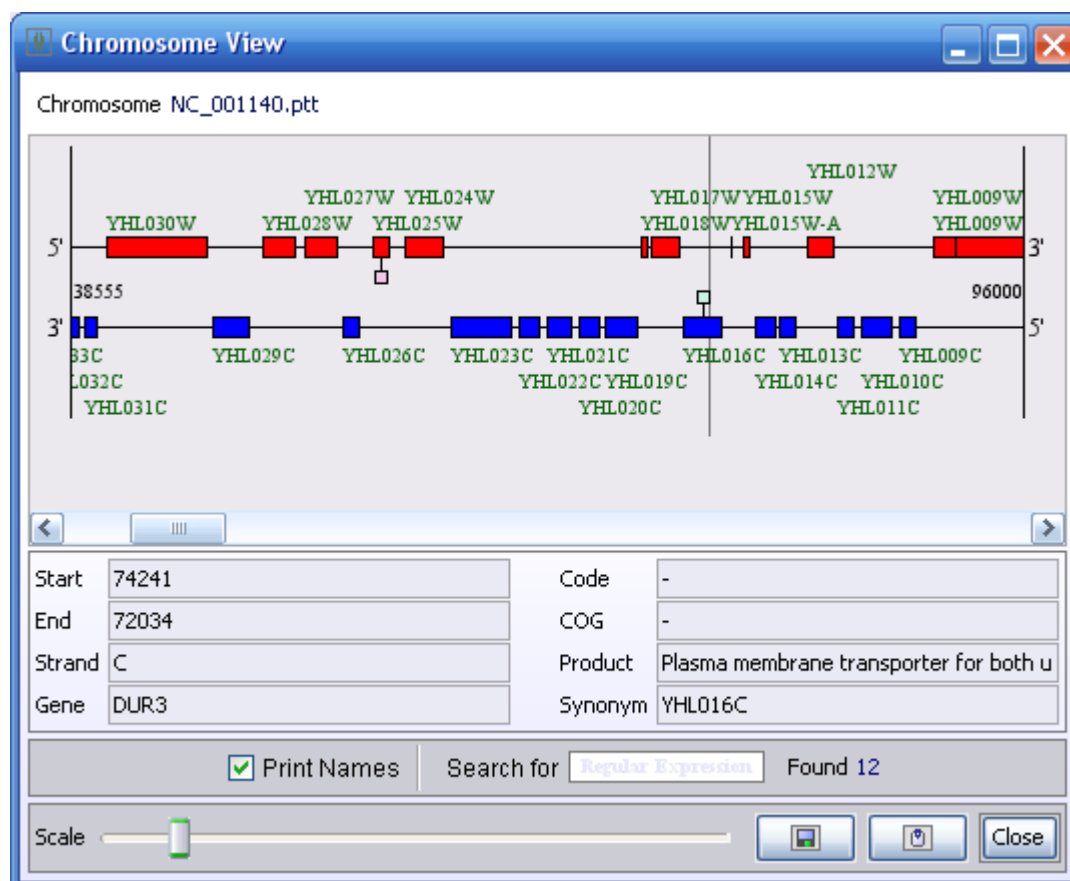 Chromosome View
Chromosome NC_001140.ptt
YHL012W
YHL027W YHL024W YHL017W YHL015W YHL009W
YHL030W YHL028W YHL025W YHL018W YHL015W-A YHL009W
5' 3'
38555 96000
3' 5'
33C YHL029C YHL026C YHL023C YHL021C YHL016C YHL013C YHL009C
L032C YHL022C YHL019C YHL014C YHL010C
YHL031C YHL020C YHL011C
Start 74241 Code -
End 72034 COG -
Strand C Product Plasma membrane transporter for both u
Gene DUR3 Synonym YHL016C
Print Names Search for Regular Expression Found 12
Scale Close